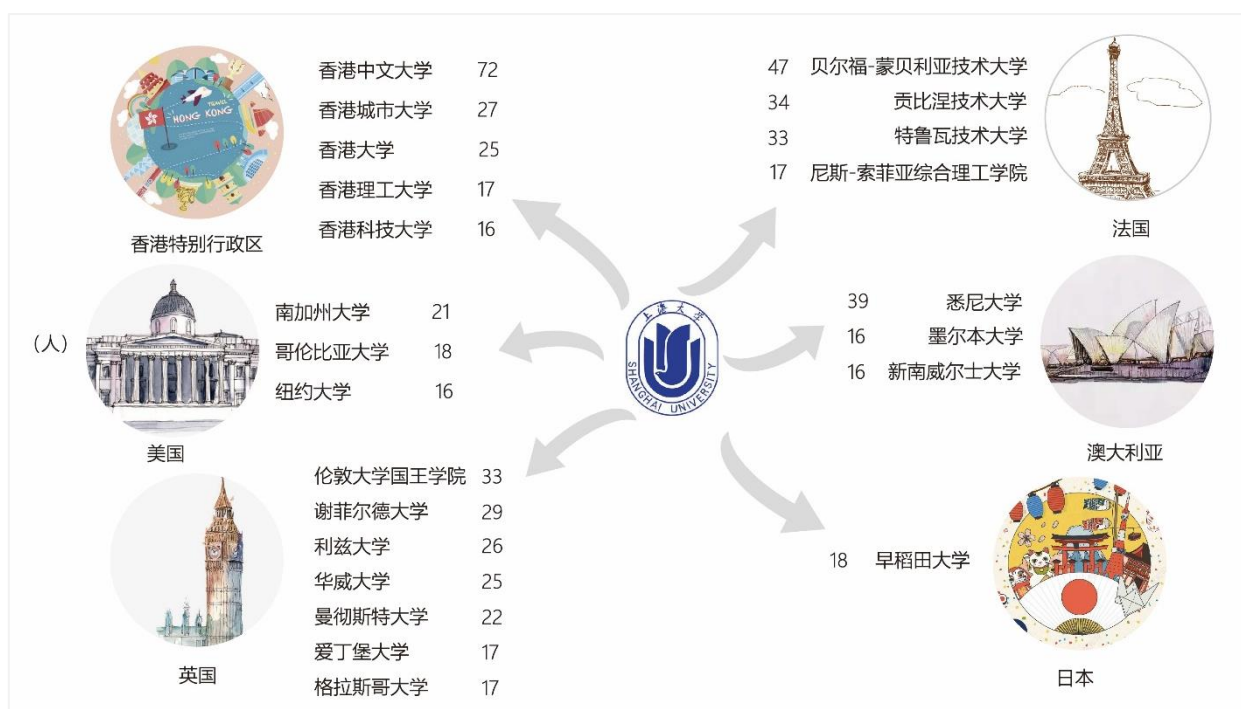 香港中文大学 72
香港城市大学 27
香港大学 25
香港理工大学 17
香港科技大学 16
香港特别行政区
TRAVEL
HONG KONG
47 贝尔福-蒙贝利亚技术大学
34 贡比涅技术大学
33 特鲁瓦技术大学
17 尼斯-索菲亚综合理工学院
法国
（人）
南加州大学 21
哥伦比亚大学 18
纽约大学 16
美国
上海大学
SHANGHAI UNIVERSITY
39 悉尼大学
16 墨尔本大学
16 新南威尔士大学
澳大利亚
伦敦大学国王学院 33
谢菲尔德大学 29
利兹大学 26
华威大学 25
曼彻斯特大学 22
爱丁堡大学 17
格拉斯哥大学 17
英国
18 早稻田大学
日本